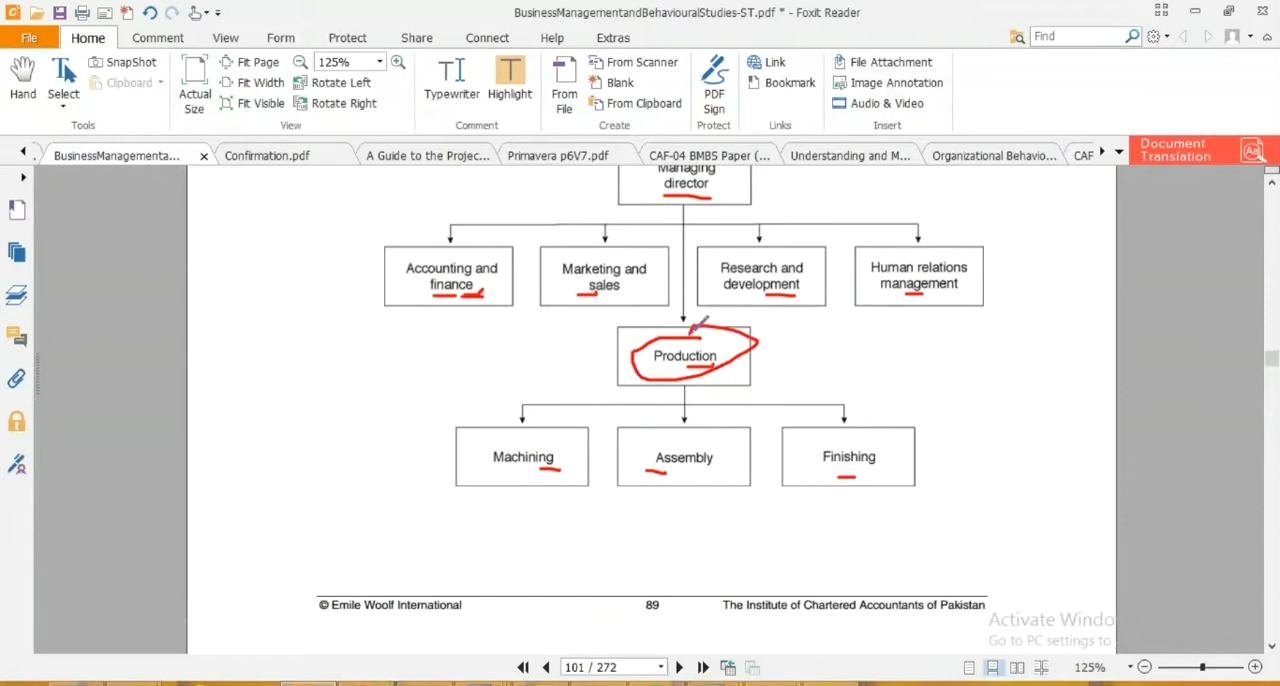 BusinessManagementandBehaviouralStudies-ST.pdf * - Foxit Reader
File Home Comment View Form Protect Share Connect Help Extras Find
SnapShot Fit Page 125% From Scanner Link File Attachment
Hand Select Clipboard Actual Size Fit Width Rotate Left Typewriter Highlight From File Blank PDF Sign Bookmark Image Annotation
Fit Visible Rotate Right From Clipboard Audio & Video
Tools View Comment Create Protect Links Insert
BusinessManagementa... x Confirmation.pdf A Guide to the Projec... Primavera p6V7.pdf CAF-04 BMBS Paper (... Understanding and M... Organizational Behavio... CAF
Document Translation
Managing
director
Accounting and
finance
Marketing and
sales
Research and
development
Human relations
management
Production
Machining
Assembly
Finishing
© Emile Woolf International 89 The Institute of Chartered Accountants of Pakistan
Activate Windo
Go to PC settings to
101 / 272 125%